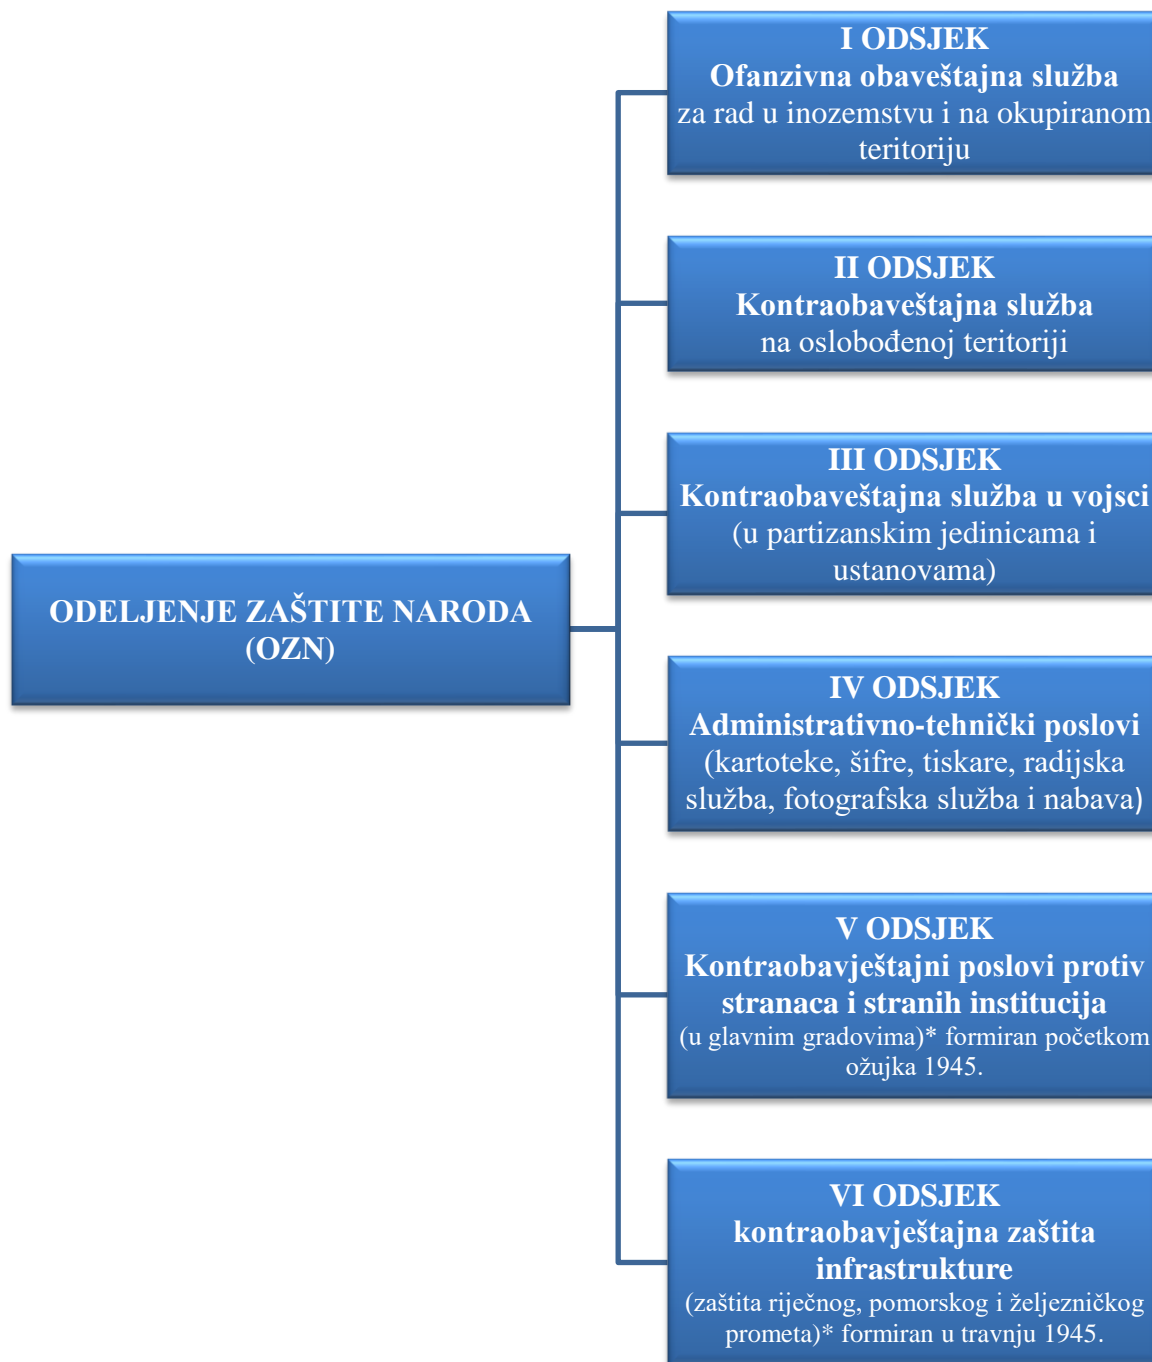 I ODSJEK
Ofanzivna obaveštajna služba
za rad u inozemstvu i na okupiranom
teritoriju
II ODSJEK
Kontraobaveštajna služba
na oslobođenoj teritoriji
III ODSJEK
Kontraobaveštajna služba u vojsci
(u partizanskim jedinicama i
ustanovama)
ODELJENJE ZAŠTITE NARODA
(OZN)
IV ODSJEK
Administrativno-tehnički poslovi
(kartoteke, šifre, tiskare, radijska
služba, fotografska služba i nabava)
V ODSJEK
Kontraobavještajni poslovi protiv
stranaca i stranih institucija
(u glavnim gradovima)* formiran početkom
ožujka 1945.
VI ODSJEK
kontraobavještajna zaštita
infrastrukture
(zaštita riječnog, pomorskog i željezničkog
prometa)* formiran u travnju 1945.